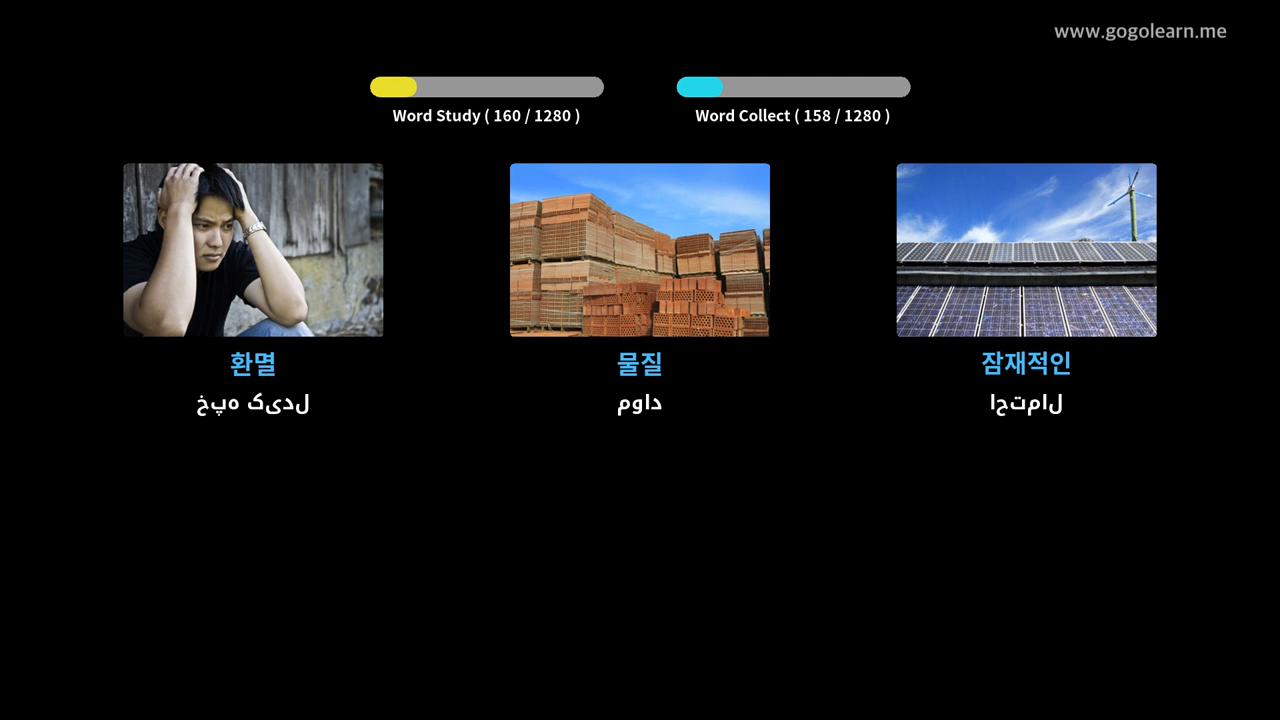 www.gogolearn.me
Word Study ( 160 / 1280 )
Word Collect ( 158 / 1280 )
환멸
물질
잠재적인
خپه کیدل
مواد
احتمال